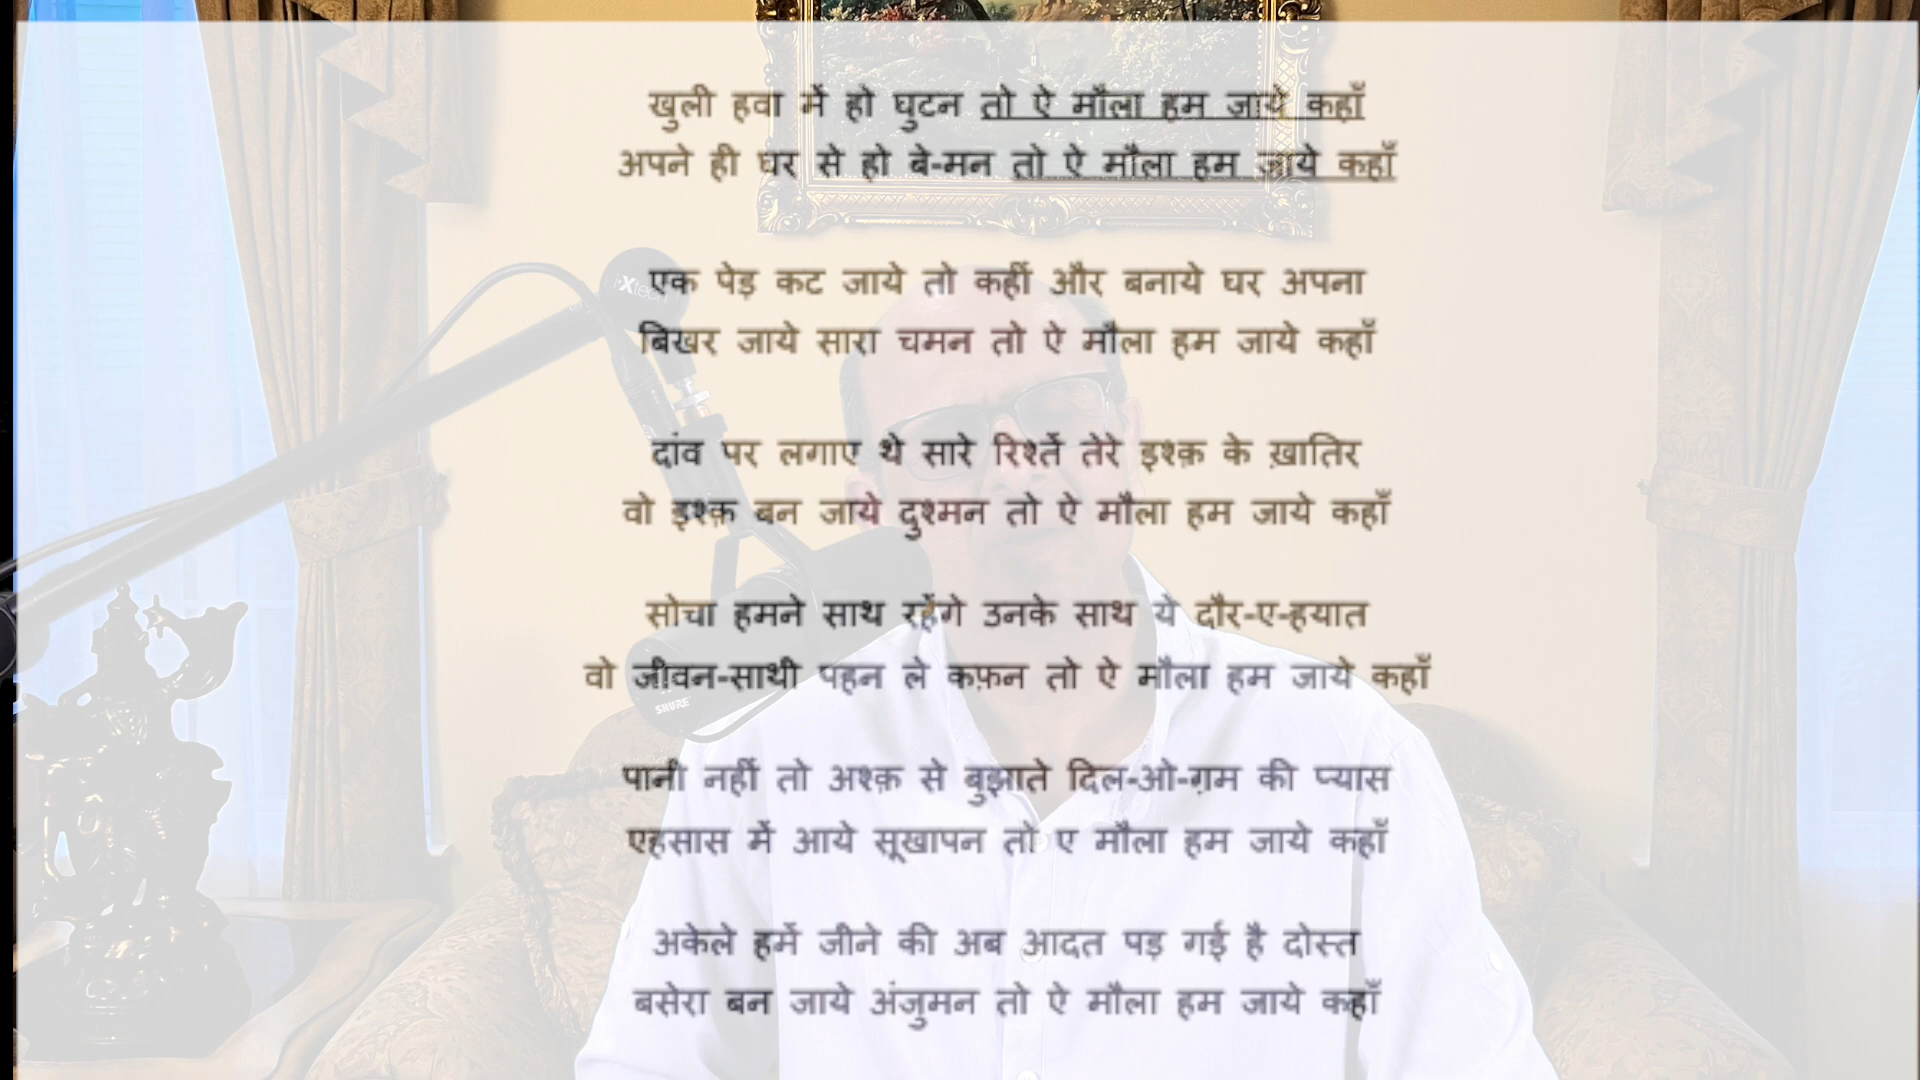 खुली हवा में हो घुटन तो ऐ मौला हम जाये कहाँ
अपने ही घर से हो बे-मन तो ऐ मौला हम जाये कहाँ
एक पेड़ कट जाये तो कहीं और बनाये घर अपना
बिखर जाये सारा चमन तो ऐ मौला हम जाये कहाँ
दांव पर लगाए थे सारे रिश्तें तेरे इश्क़ के ख़ातिर
वो इश्क़ बन जाये दुश्मन तो ऐ मौला हम जाये कहाँ
सोचा हमने साथ रहेंगे उनके साथ ये दौर-ए-हयात
वो जीवन-साथी पहन ले कफ़न तो ऐ मौला हम जाये कहाँ
पानी नहीं तो अश्क़ से बुझाते दिल-ओ-ग़म की प्यास
एहसास में आये सूखापन तो ए मौला हम जाये कहाँ
अकेले हमें जीने की अब आदत पड़ गई है दोस्त
बसेरा बन जाये अंजुमन तो ऐ मौला हम जाये कहाँ
SHURE